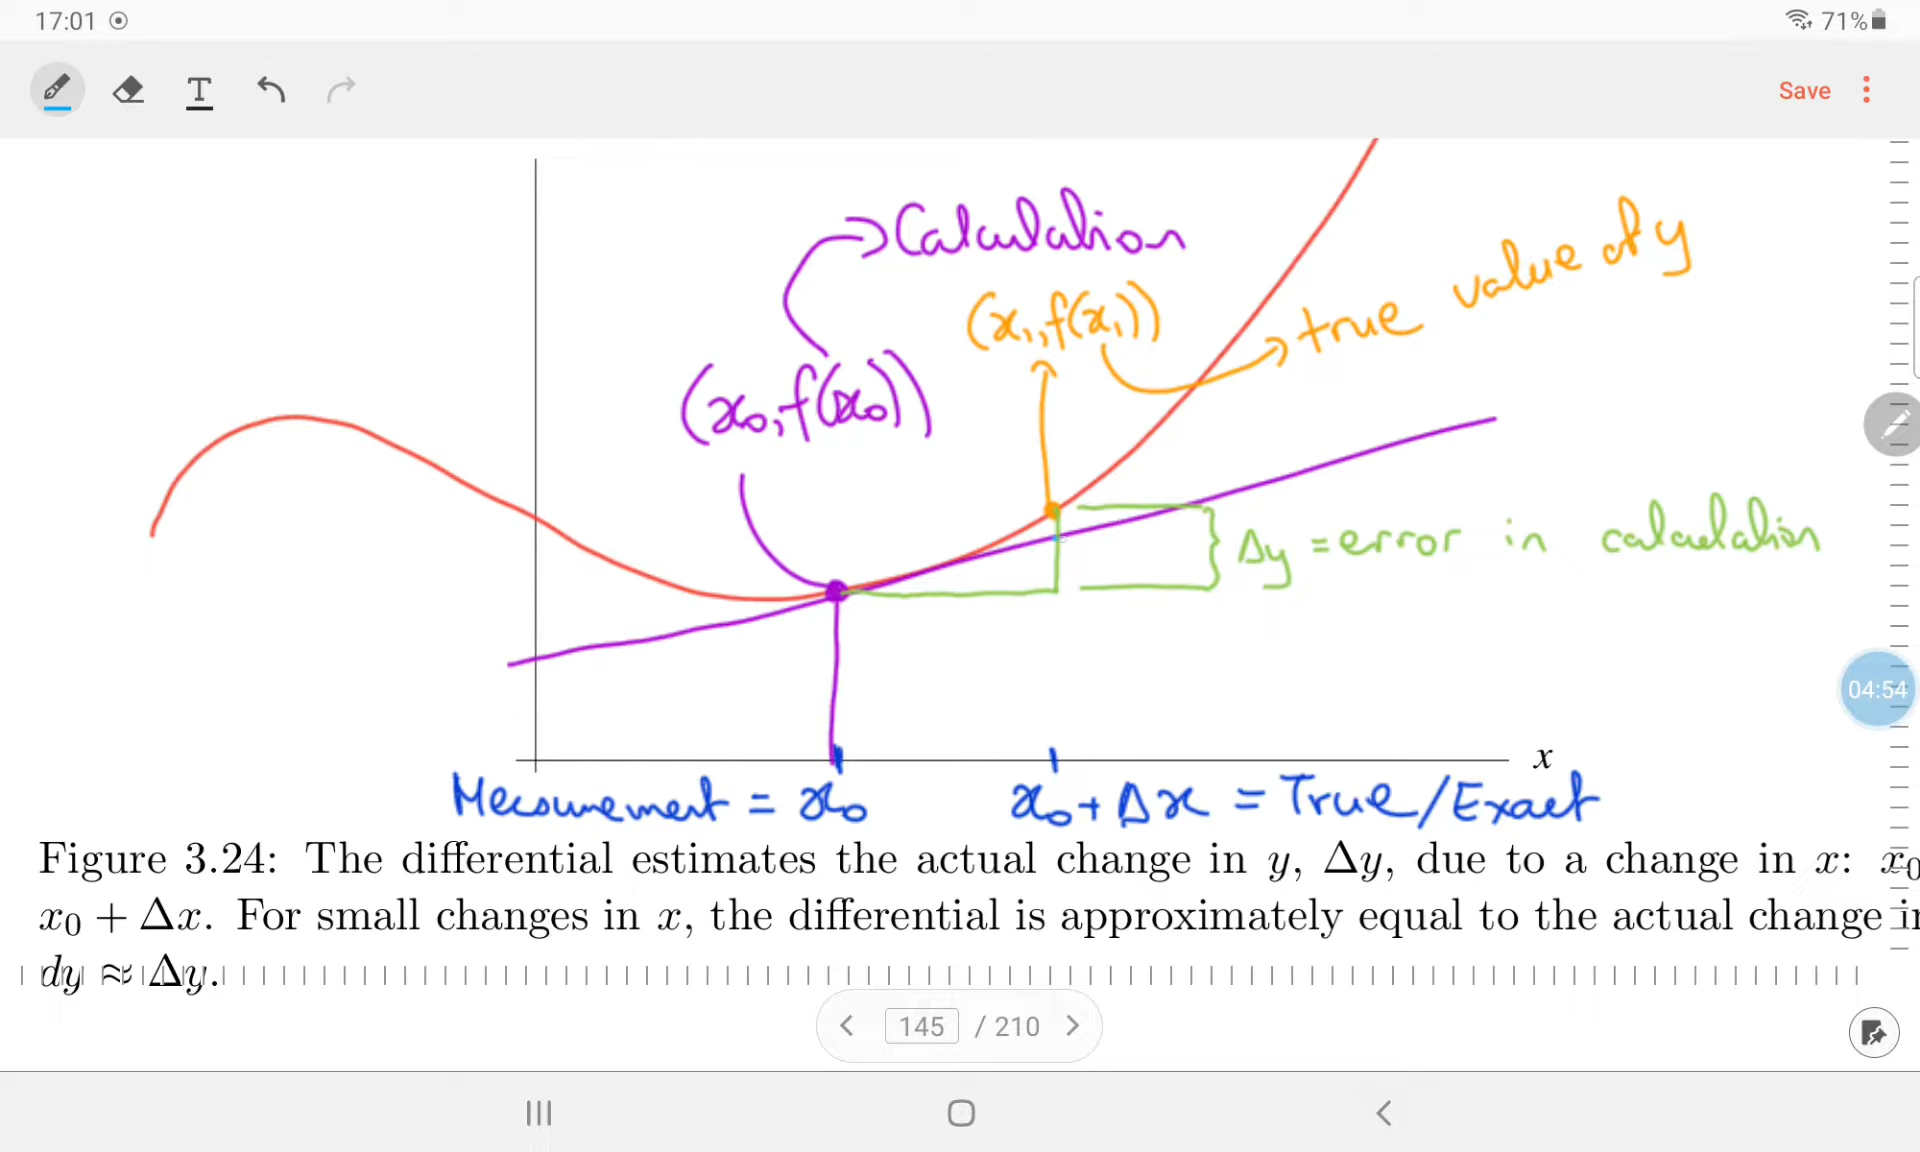 17:01
71%
T
Save
Calculation
true value of y
(x₁, f(x₁))
(x₀, f(x₀))
Δy = error in calculation
04:54
x
Measurement = x₀
x₀ + Δx = True/Exact
Figure 3.24: The differential estimates the actual change in y, Δy, due to a change in x: x₀
x₀ + Δx. For small changes in x, the differential is approximately equal to the actual change in
dy ≈ Δy.
145 / 210